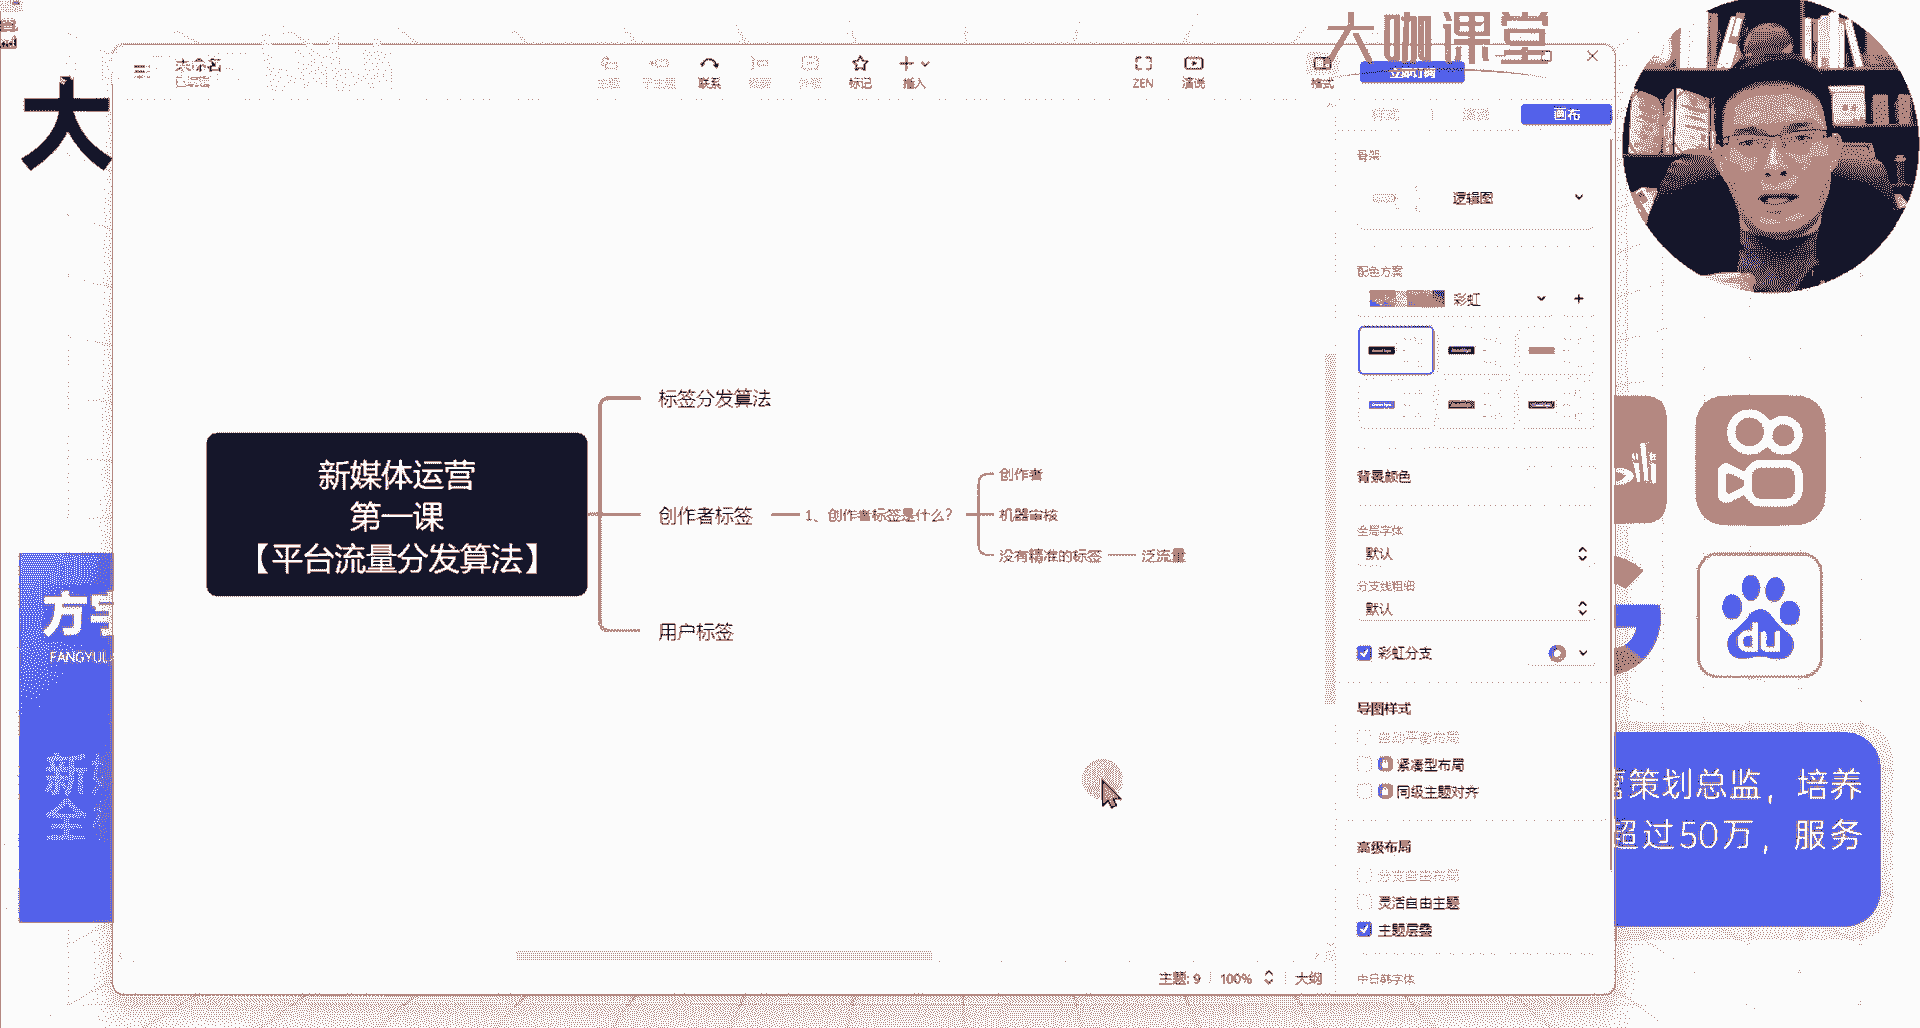 大咖课堂
未命名
已保存
主题
子主题
联系
概要
外框
标记
插入
ZEN
演说
格式
立即订阅
大
样式
演说
画布
骨架
逻辑图
配色方案
彩虹
背景颜色
全局字体
默认
分支线粗细
默认
彩虹分支
导图样式
自动平衡布局
紧凑型布局
同级主题对齐
高级布局
分支自由布局
灵活自由主题
主题层叠
中日韩字体
新媒体运营
第一课
【平台流量分发算法】
标签分发算法
创作者标签
1、创作者标签是什么?
创作者
机器审核
没有精准的标签
泛流量
用户标签
方
FANGYU
新
全
du
策划总监，培养
超过50万，服务
主题: 9
100%
大纲